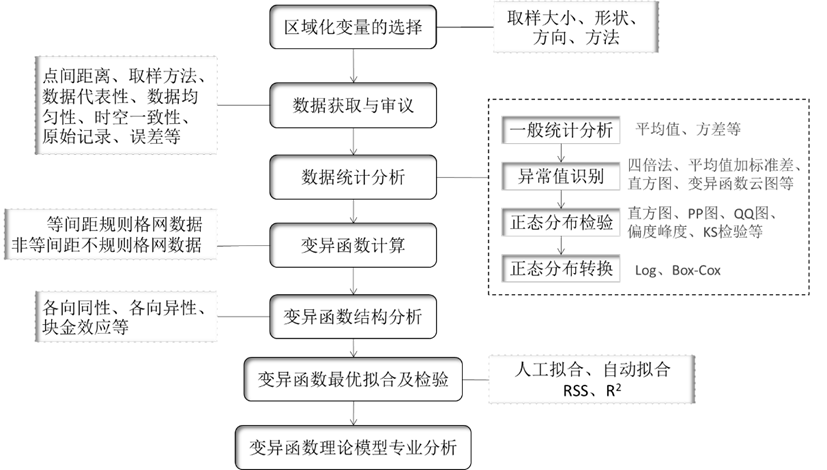 区域化变量的选择
取样大小、形状、
方向、方法
点间距离、取样方法、
数据代表性、数据均
匀性、时空一致性、
原始记录、误差等
数据获取与审议
数据统计分析
一般统计分析
平均值、方差等
异常值识别
四倍法、平均值加标准差、
直方图、变异函数云图等
正态分布检验
直方图、PP图、QQ图、
偏度峰度、KS检验等
正态分布转换
Log、Box-Cox
等间距规则格网数据
非等间距不规则格网数据
变异函数计算
各向同性、各向异性、
块金效应等
变异函数结构分析
变异函数最优拟合及检验
人工拟合、自动拟合
RSS、R²
变异函数理论模型专业分析